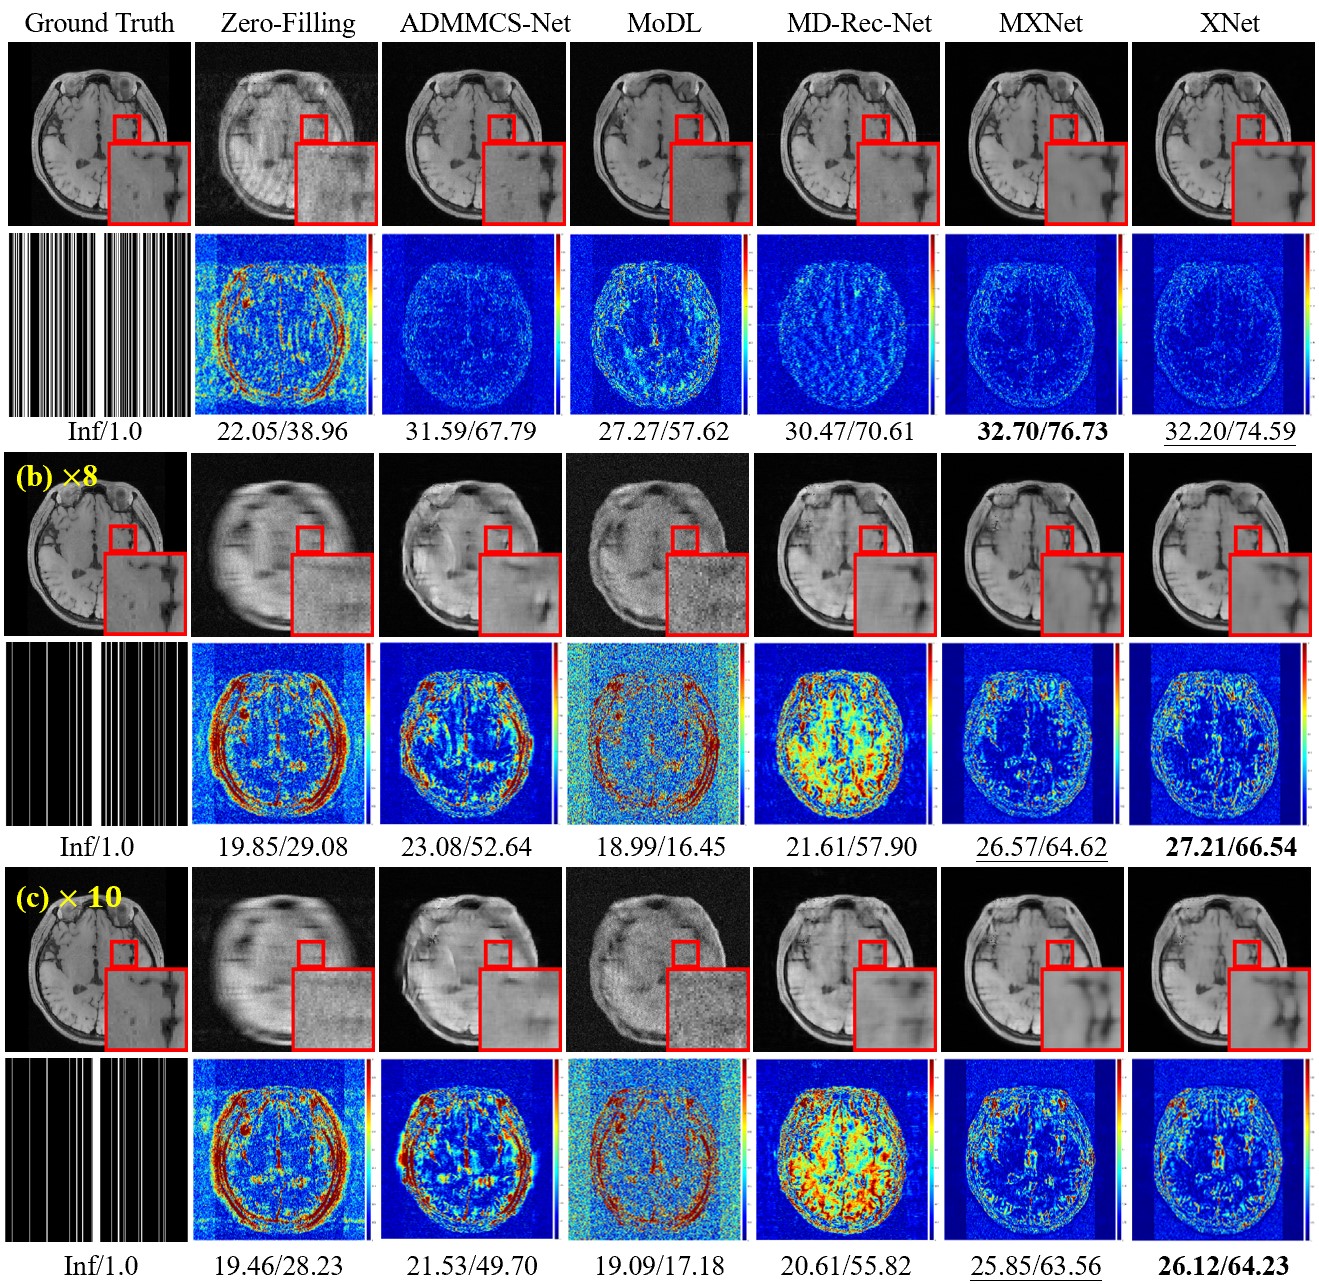 Ground Truth Zero-Filling ADMMCS-Net MoDL MD-Rec-Net MXNet XNet
Inf/1.0 22.05/38.96 31.59/67.79 27.27/57.62 30.47/70.61 32.70/76.73 32.20/74.59
(b) ×8
Inf/1.0 19.85/29.08 23.08/52.64 18.99/16.45 21.61/57.90 26.57/64.62 27.21/66.54
(c) × 10
Inf/1.0 19.46/28.23 21.53/49.70 19.09/17.18 20.61/55.82 25.85/63.56 26.12/64.23